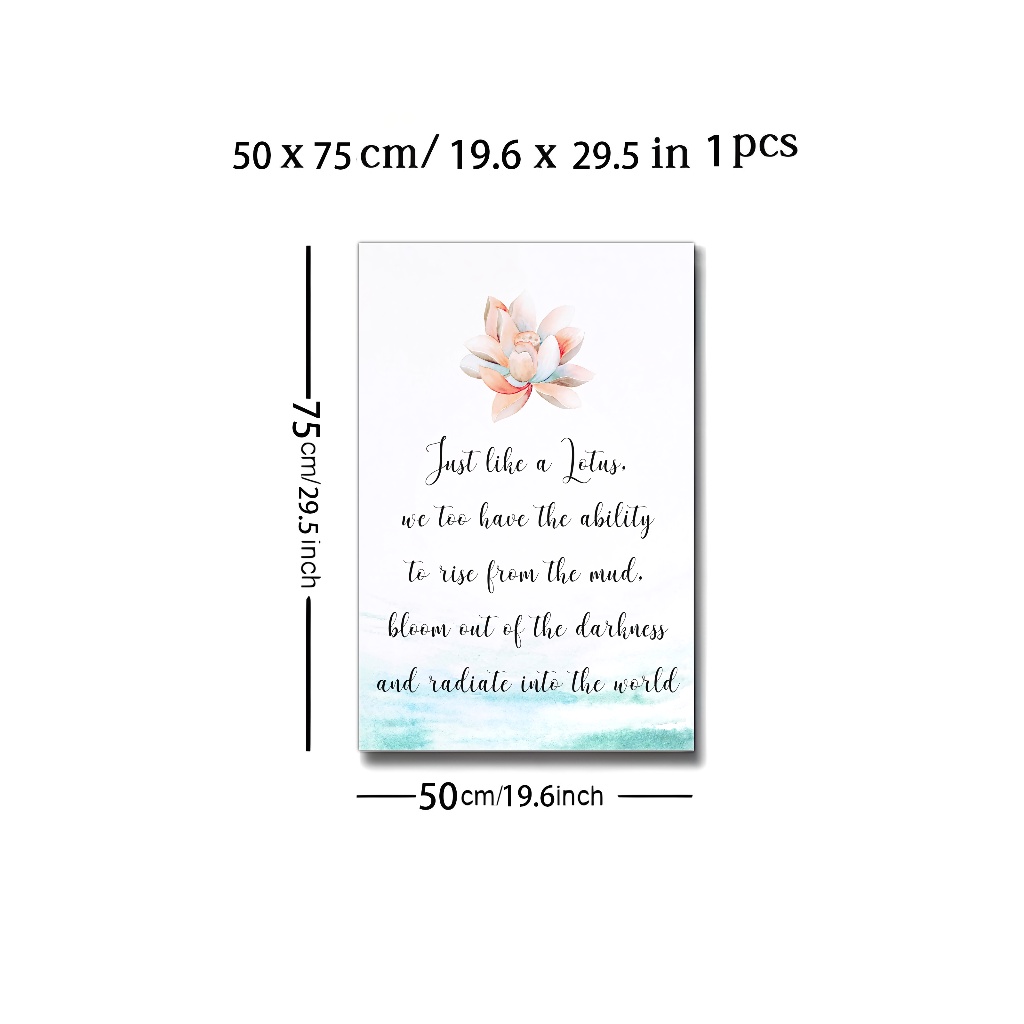 50 x 75 cm/ 19.6 x 29.5 in 1 pcs
75cm/29.5 inch
Just like a Lotus,
we too have the ability
to rise from the mud,
bloom out of the darkness
and radiate into the world
50cm/19.6inch